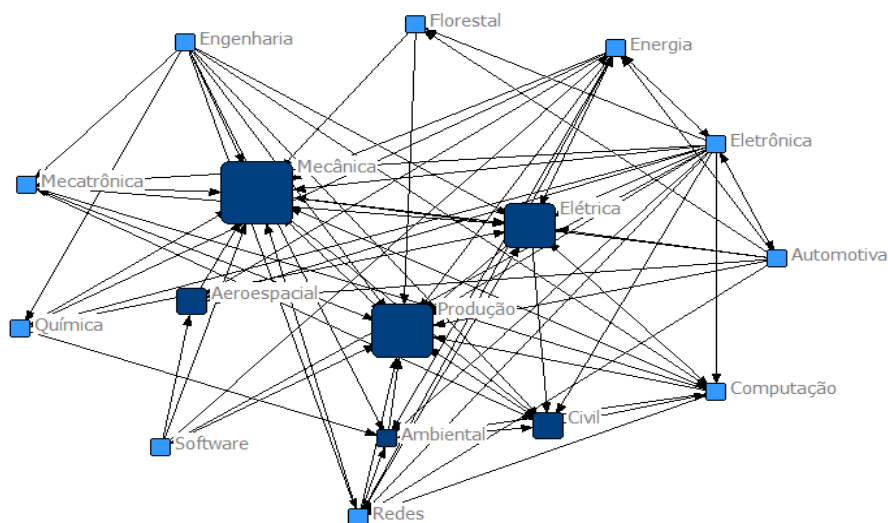 Florestal
Engenharia
Energia
Eletrônica
Mecânica
Mecatrônica
Elétrica
Automotiva
Aeroespacial
Produção
Química
Computação
Civil
Ambiental
Software
Redes